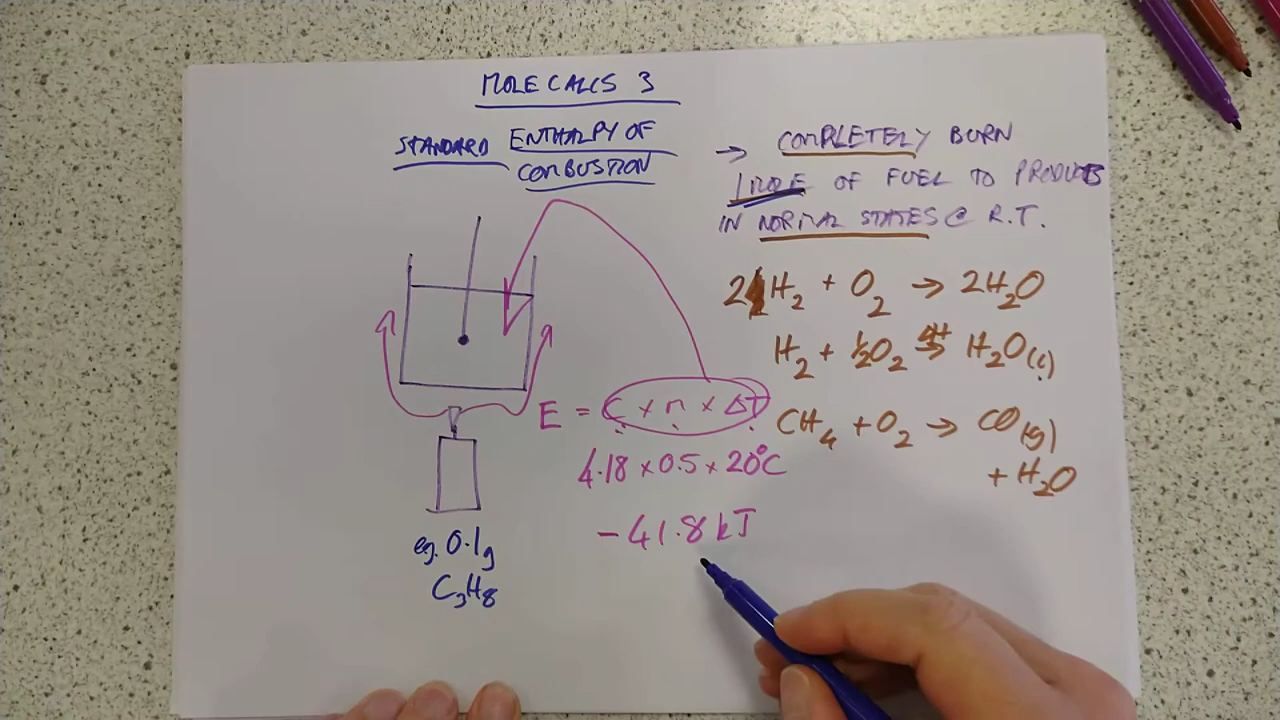 MOLE CALCS 3
STANDARD ENTHALPY OF
COMBUSTION
→ COMPLETELY BURN
1 MOLE OF FUEL TO PRODUCTS
IN NORMAL STATES @ R.T.
2H₂ + O₂ → 2H₂O
H₂ + ½O₂ → ΔH H₂O(l)
E = C × m × ΔT
CH₄ + O₂ → CO(g)
+ H₂O
4.18 × 0.5 × 20°C
-41.8 kJ
eg. 0.1g
C₃H₈